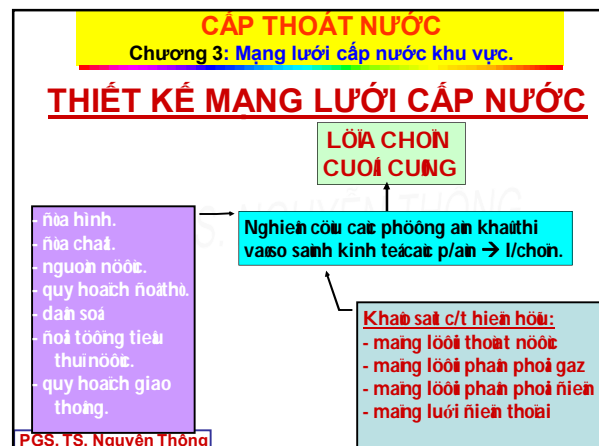 CẤP THOÁT NƯỚC
Chương 3: Mạng lưới cấp nước khu vực.
THIẾT KẾ MẠNG LƯỚI CẤP NƯỚC
LÖÏA CHOÏN
CUOÁI CUØNG
- ñòa hình.
- ñòa chaát.
- nguoàn nöôùc.
- quy hoaïch ñoâ thò.
- daân soá
- ñoái töôïng tieâu
thuï nöôùc.
- quy hoaïch giao
thoâng.
Nghieân cöùu caùc phöông aùn khaû thi
vaø so saùnh kinh teá caùc p/aùn → l/choïn.
Khaûo saùt c/t hieän höõu:
- maïng löôùi thoaùt nöôùc
- maïng löôùi phaân phoái gaz
- maïng löôùi phaân phoái ñieän
- maïng lưới ñieän thoaïi
PGS. TS. Nguyễn Thống